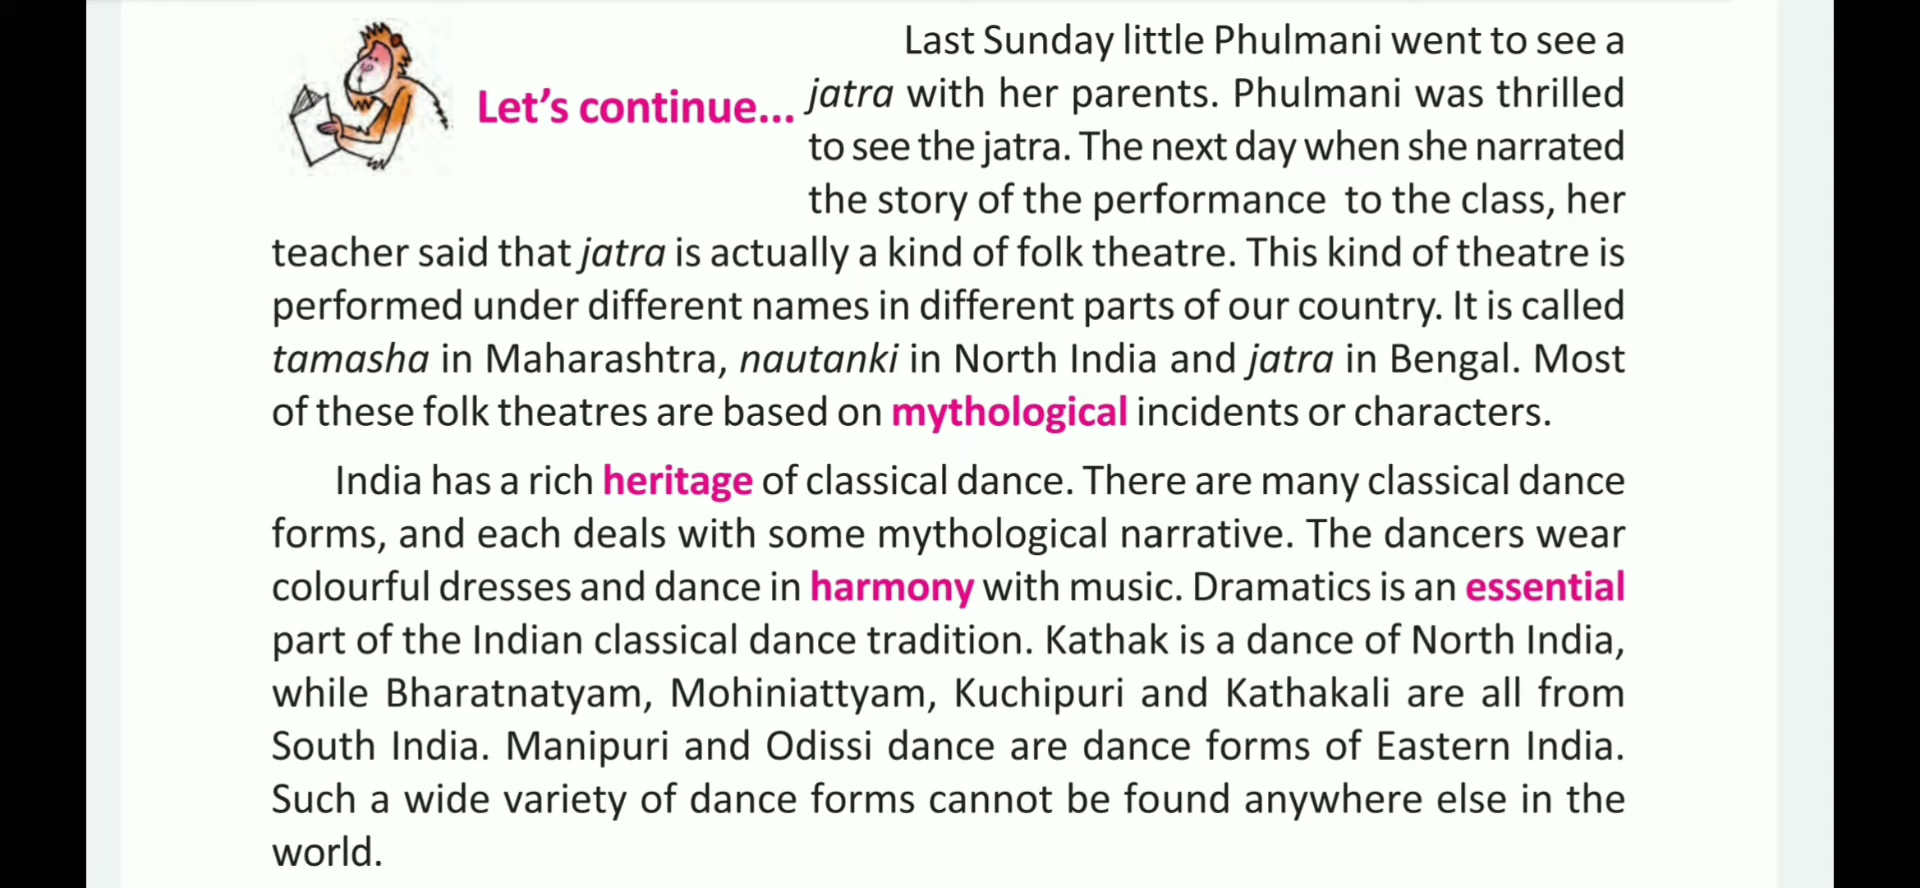 Let's continue...
Last Sunday little Phulmani went to see a
jatra with her parents. Phulmani was thrilled
to see the jatra. The next day when she narrated
the story of the performance to the class, her
teacher said that jatra is actually a kind of folk theatre. This kind of theatre is
performed under different names in different parts of our country. It is called
tamasha in Maharashtra, nautanki in North India and jatra in Bengal. Most
of these folk theatres are based on mythological incidents or characters.
India has a rich heritage of classical dance. There are many classical dance
forms, and each deals with some mythological narrative. The dancers wear
colourful dresses and dance in harmony with music. Dramatics is an essential
part of the Indian classical dance tradition. Kathak is a dance of North India,
while Bharatnatyam, Mohiniattyam, Kuchipuri and Kathakali are all from
South India. Manipuri and Odissi dance are dance forms of Eastern India.
Such a wide variety of dance forms cannot be found anywhere else in the
world.